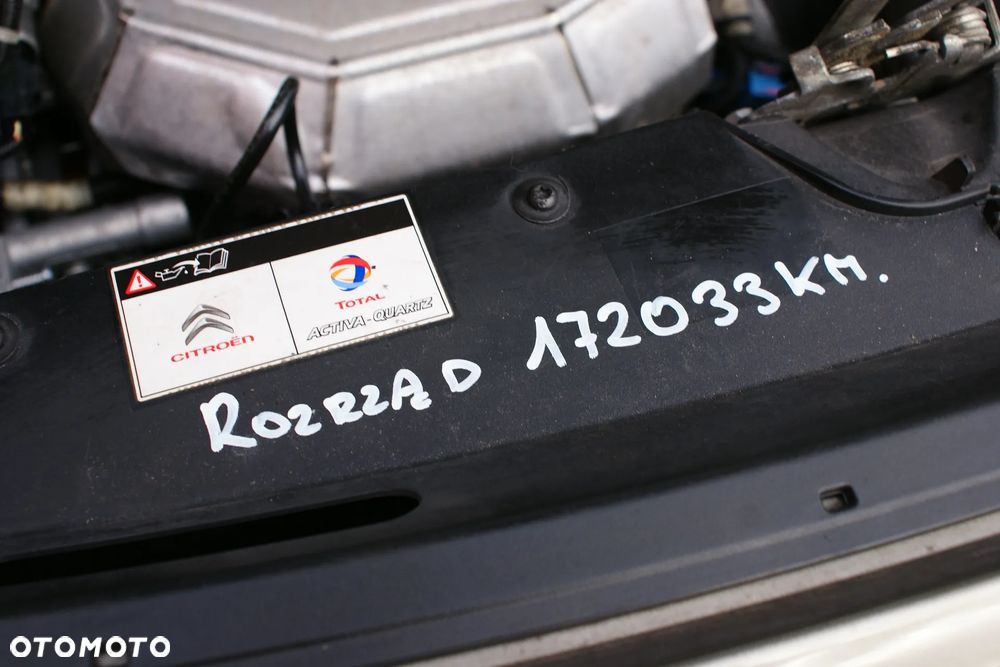 CITROËN
TOTAL
ACTIVA-QUARTZ
ROZRZĄD 172033KM.
OTOMOTO